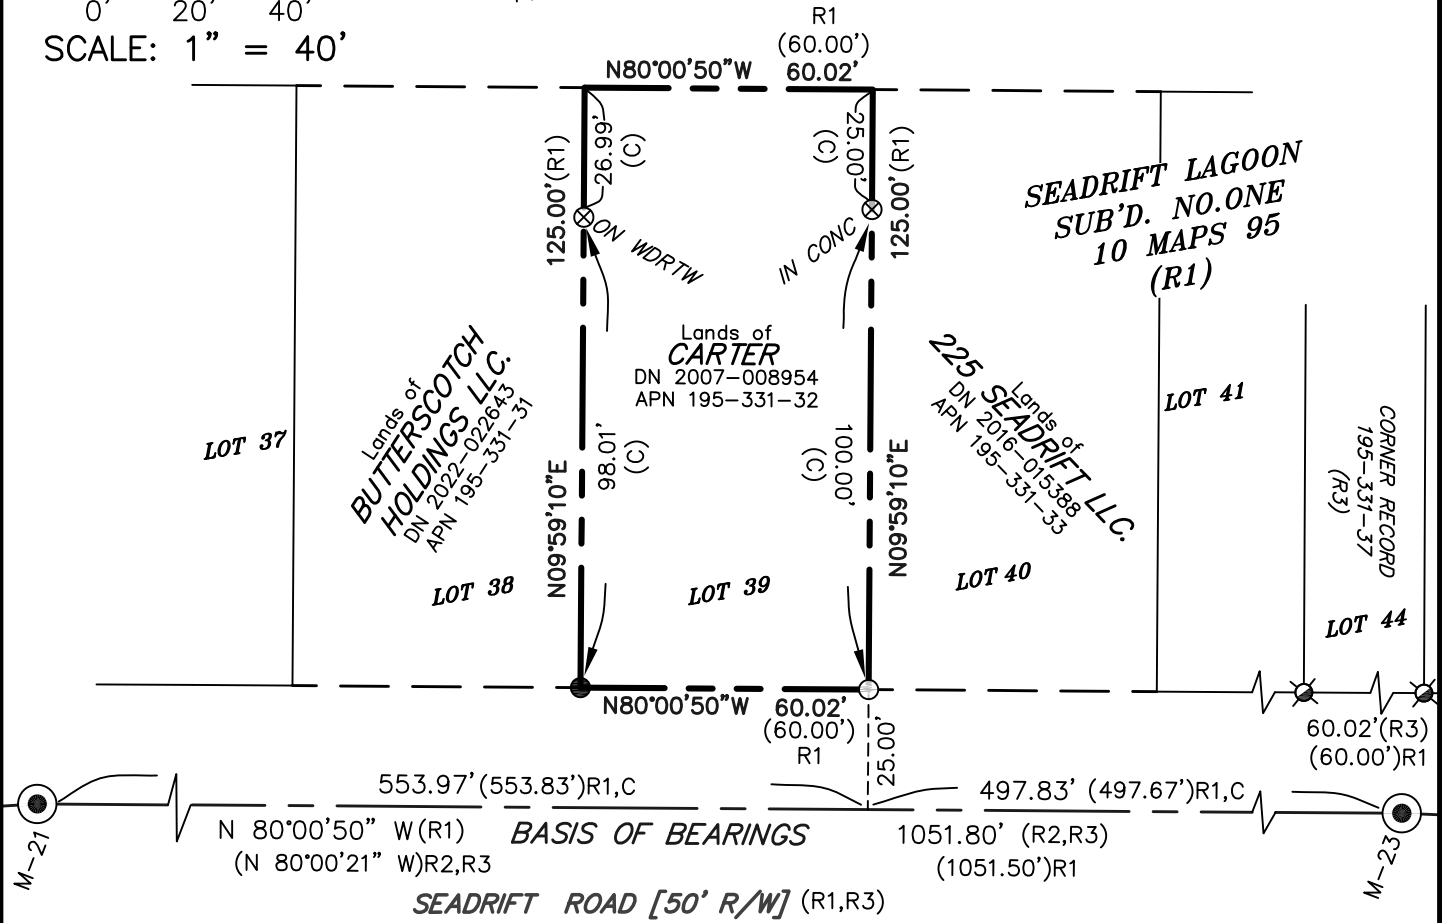 0' 20' 40'
SCALE: 1" = 40'
R1
(60.00')
N80°00'50"W 60.02'
125.00'(R1)
26.99'
(C)
25.00'
(C)
125.00'(R1)
ON WDRTW
IN CONC
SEADRIFT LAGOON
SUB'D. NO.ONE
10 MAPS 95
(R1)
Lands of
BUTTERSCOTCH
HOLDINGS LLC.
DN 2022-022643
APN 195-331-31
Lands of
CARTER
DN 2007-008954
APN 195-331-32
Lands of
225 SEADRIFT LLC.
DN 2016-015388
APN 195-331-33
LOT 37
LOT 41
CORNER RECORD
195-331-37
(R3)
98.01'
(C)
100.00'
(C)
N09°59'10"E
N09°59'10"E
LOT 38
LOT 39
LOT 40
LOT 44
N80°00'50"W 60.02'
(60.00')
R1
25.00'
60.02'(R3)
(60.00')R1
553.97'(553.83')R1,C
497.83' (497.67')R1,C
M-21
N 80°00'50" W(R1)
(N 80°00'21" W)R2,R3
BASIS OF BEARINGS
1051.80' (R2,R3)
(1051.50')R1
M-23
SEADRIFT ROAD [50' R/W] (R1,R3)